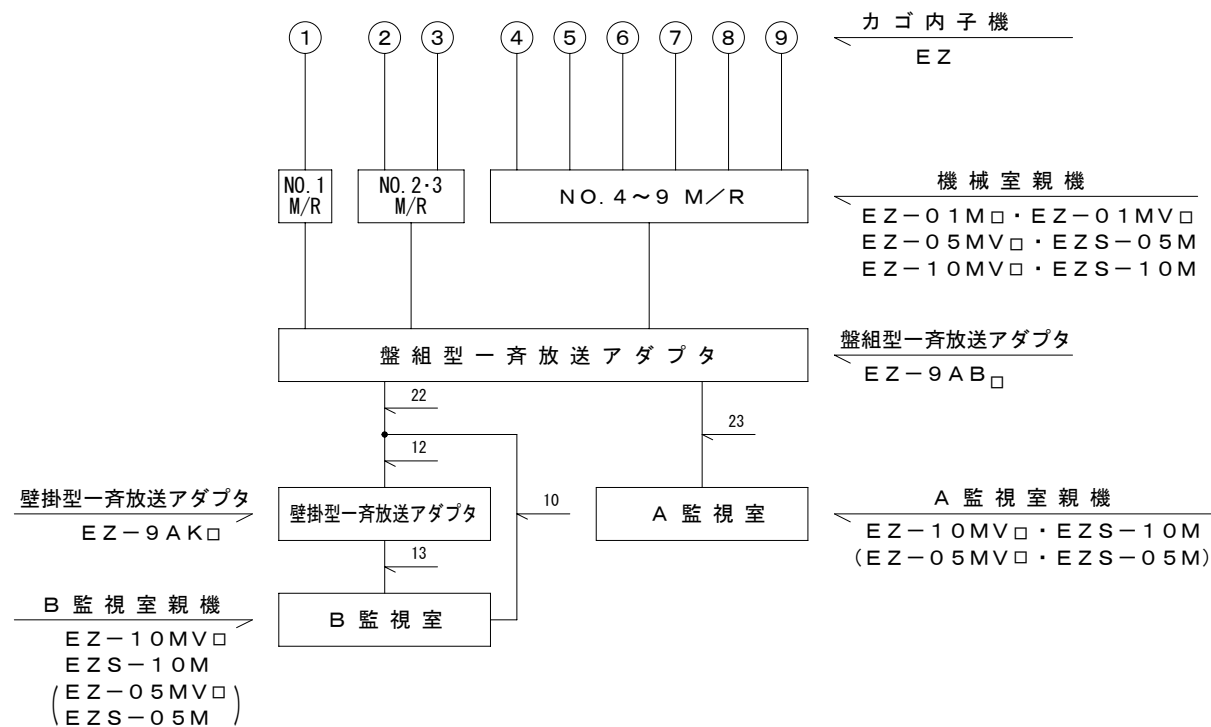 ① ② ③ ④ ⑤ ⑥ ⑦ ⑧ ⑨
カゴ内子機
EZ
NO.1
M/R
NO.2・3
M/R
NO.4~9 M/R
機械室親機
EZ-01M□・EZ-01MV□
EZ-05MV□・EZS-05M
EZ-10MV□・EZS-10M
盤組型一斉放送アダプタ
盤組型一斉放送アダプタ
EZ-9AB□
22
23
12
10
壁掛型一斉放送アダプタ
EZ-9AK□
壁掛型一斉放送アダプタ
A監視室
A監視室親機
EZ-10MV□・EZS-10M
(EZ-05MV□・EZS-05M)
13
B監視室
B監視室親機
EZ-10MV□
EZS-10M
(EZ-05MV□
EZS-05M)